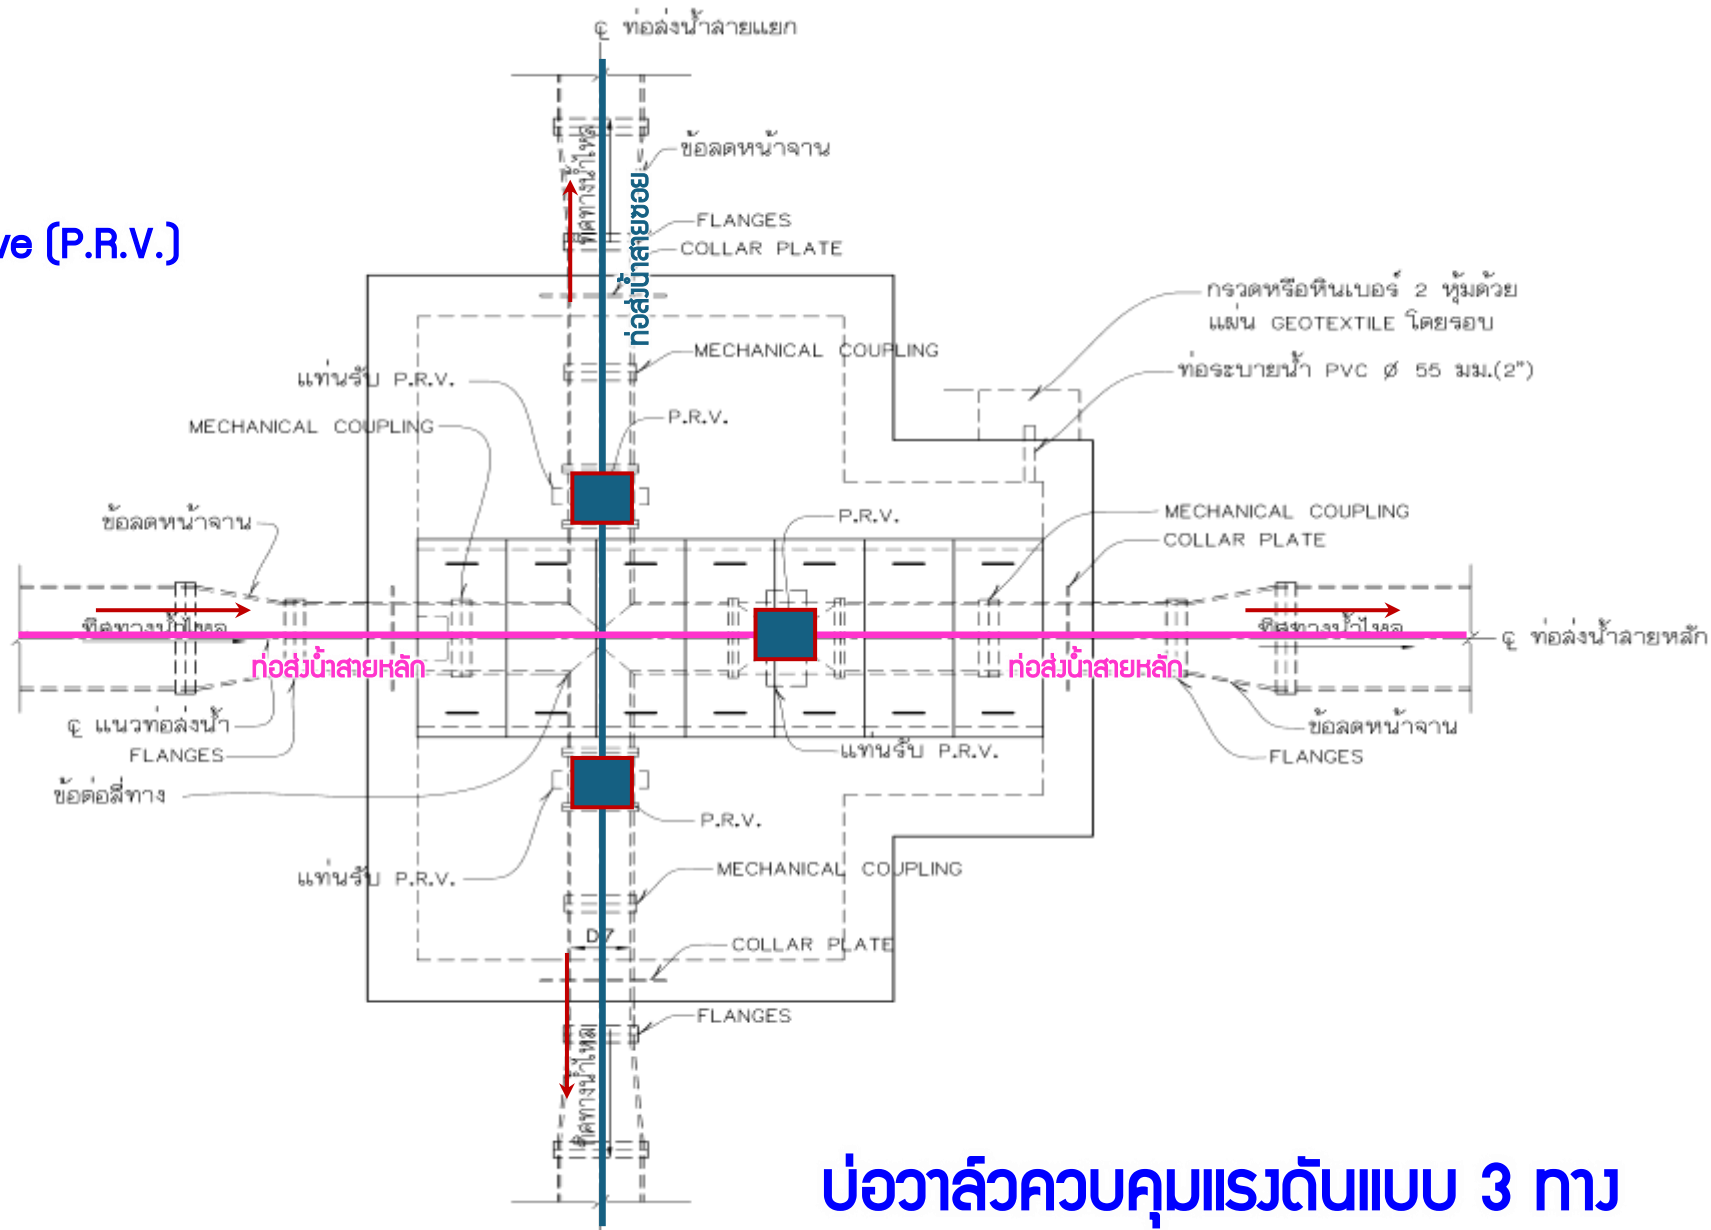 ℄ ท่อส่งน้ำสายแยก
ทิศทางน้ำไหล
ข้อลดหน้าจาน
ท่อส่งน้ำสายซอย
FLANGES
ve (P.R.V.)
COLLAR PLATE
กรวดหรือหินเบอร์ 2 หุ้มด้วย
แผ่น GEOTEXTILE โดยรอบ
MECHANICAL COUPLING
ท่อระบายน้ำ PVC Ø 55 มม.(2")
แท่นรับ P.R.V.
P.R.V.
MECHANICAL COUPLING
ข้อลดหน้าจาน
P.R.V.
MECHANICAL COUPLING
COLLAR PLATE
ทิศทางน้ำไหล
ทิศทางน้ำไหล
℄ ท่อส่งน้ำสายหลัก
ท่อส่งน้ำสายหลัก
ท่อส่งน้ำสายหลัก
℄ แนวท่อส่งน้ำ
ข้อลดหน้าจาน
FLANGES
แท่นรับ P.R.V.
FLANGES
ข้อต่อสี่ทาง
P.R.V.
แท่นรับ P.R.V.
MECHANICAL COUPLING
D7
COLLAR PLATE
FLANGES
ทิศทางน้ำไหล
บ่อวาล์วควบคุมแรงดันแบบ 3 ทาง